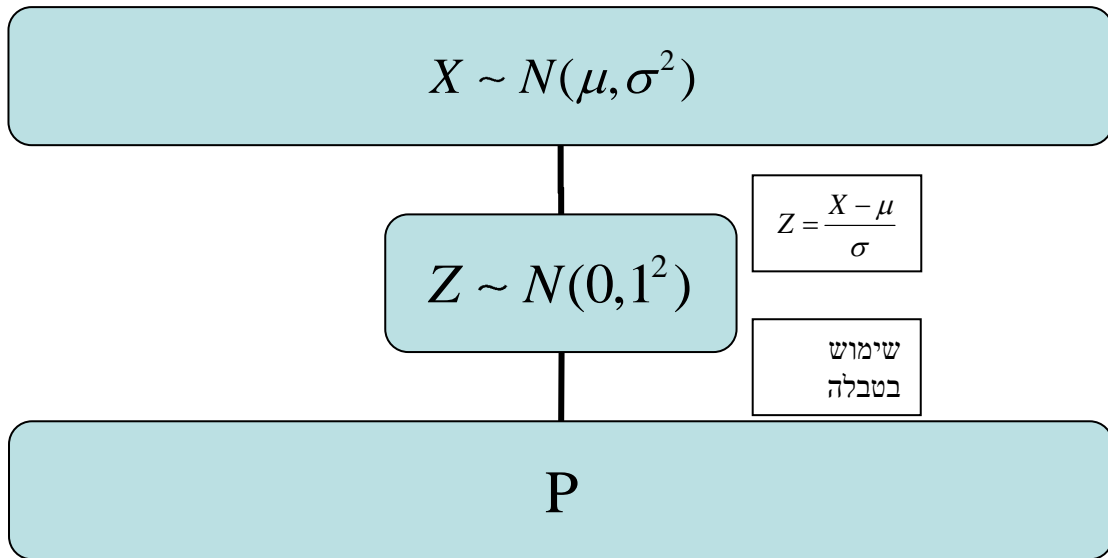 X ~ N(μ,σ²)
Z = (X − μ) / σ
Z ~ N(0,1²)
שימוש
בטבלה
P